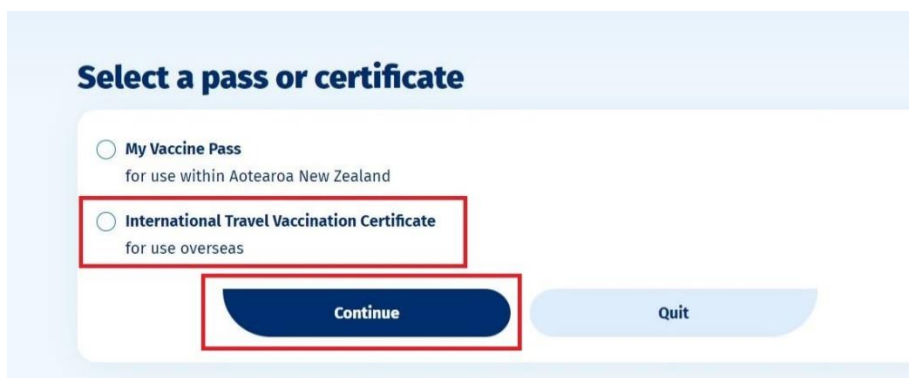 Select a pass or certificate
My Vaccine Pass
for use within Aotearoa New Zealand
International Travel Vaccination Certificate
for use overseas
Continue
Quit